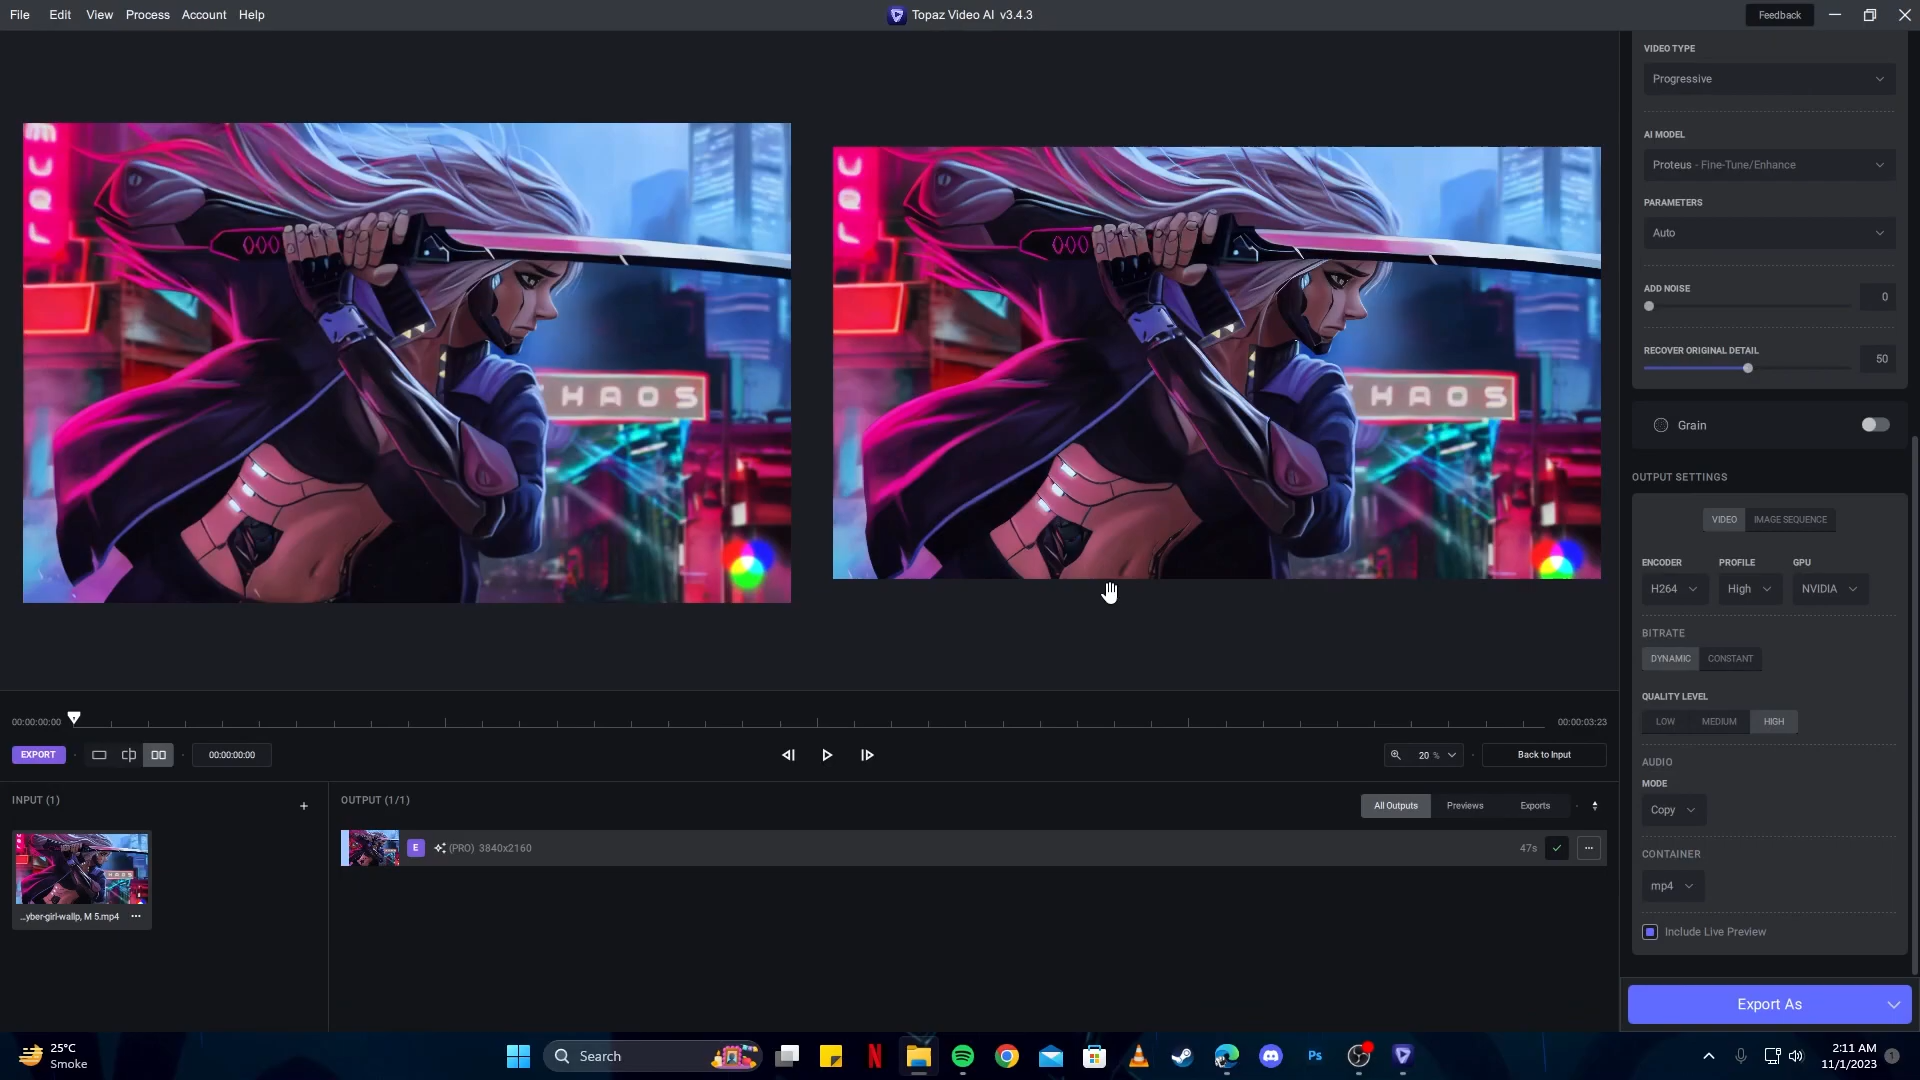 File Edit View Process Account Help
Topaz Video AI v3.4.3
Feedback
VIDEO TYPE
Progressive
AI MODEL
Proteus - Fine-Tune/Enhance
PARAMETERS
Auto
ADD NOISE
0
RECOVER ORIGINAL DETAIL
50
Grain
OUTPUT SETTINGS
VIDEO IMAGE SEQUENCE
ENCODER PROFILE GPU
H264 High NVIDIA
BITRATE
DYNAMIC CONSTANT
QUALITY LEVEL
LOW MEDIUM HIGH
AUDIO
MODE
Copy
CONTAINER
mp4
Include Live Preview
Export As
HAOS
HAOS
00:00:00:00
00:00:03:23
EXPORT
00:00:00:00
20 %
Back to Input
INPUT (1)
+
...yber-girl-wallp, M 5.mp4
OUTPUT (1/1)
All Outputs Previews Exports
E (PRO) 3840x2160
47s
25°C
Smoke
Search
Ps
2:11 AM
11/1/2023
1